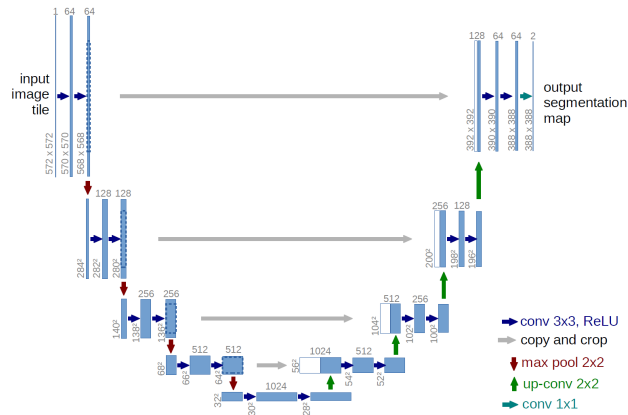 1 64 64
128 64 64 2
input
image
tile
output
segmentation
map
572 x 572
570 x 570
568 x 568
392 x 392
390 x 390
388 x 388
388 x 388
128 128
256 128
284²
282²
280²
200²
198²
196²
256 256
512 256
140²
138²
136²
104²
102²
100²
512 512
1024 512
68²
66²
64²
56²
54²
52²
1024
32²
30²
28²
conv 3x3, ReLU
copy and crop
max pool 2x2
up-conv 2x2
conv 1x1